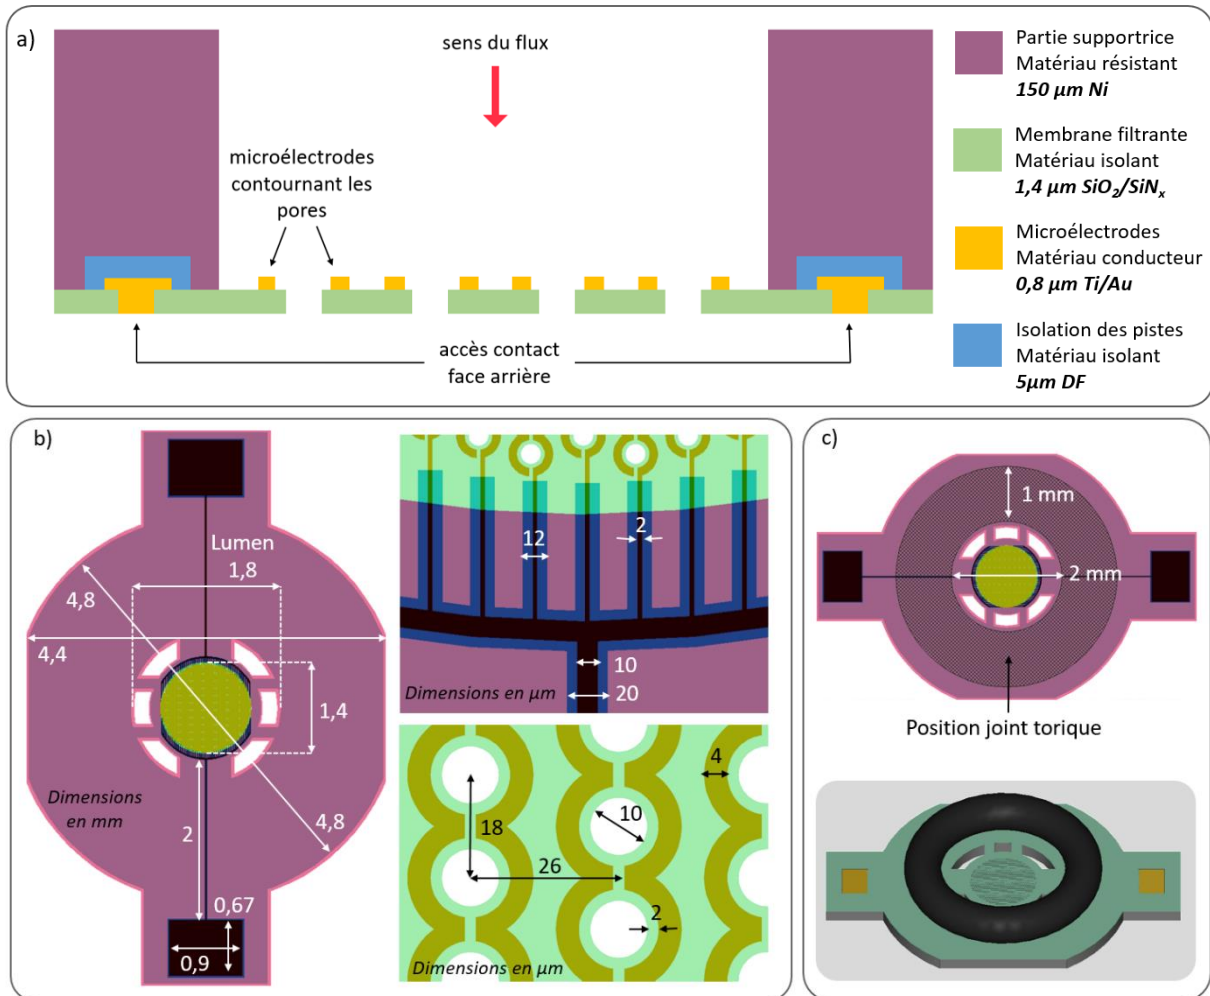 a)
sens du flux
microélectrodes
contournant les
pores
accès contact
face arrière
Partie supportrice
Matériau résistant
150 µm Ni
Membrane filtrante
Matériau isolant
1,4 µm SiO₂/SiNₓ
Microélectrodes
Matériau conducteur
0,8 µm Ti/Au
Isolation des pistes
Matériau isolant
5µm DF
b)
Lumen
1,8
4,8
4,4
1,4
Dimensions
en mm
2
4,8
0,67
0,9
12
2
10
20
Dimensions en µm
4
18
10
26
2
Dimensions en µm
c)
1 mm
2 mm
Position joint torique